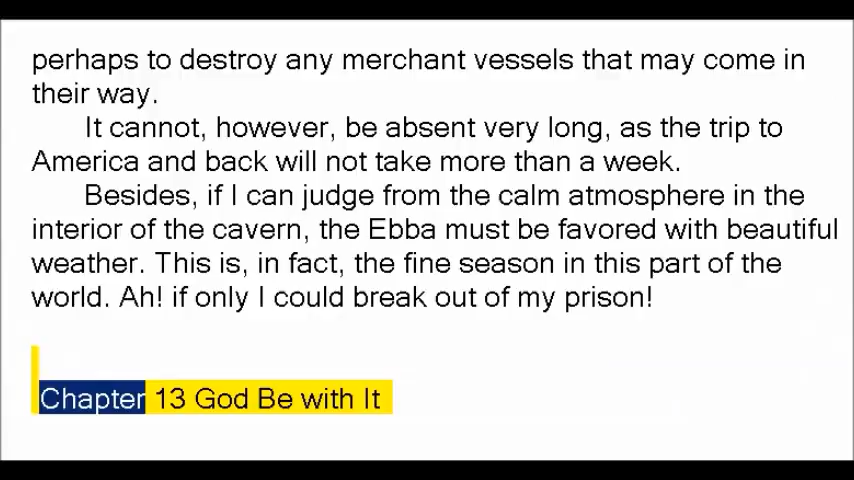 perhaps to destroy any merchant vessels that may come in
their way.
It cannot, however, be absent very long, as the trip to
America and back will not take more than a week.
Besides, if I can judge from the calm atmosphere in the
interior of the cavern, the Ebba must be favored with beautiful
weather. This is, in fact, the fine season in this part of the
world. Ah! if only I could break out of my prison!
Chapter 13 God Be with It